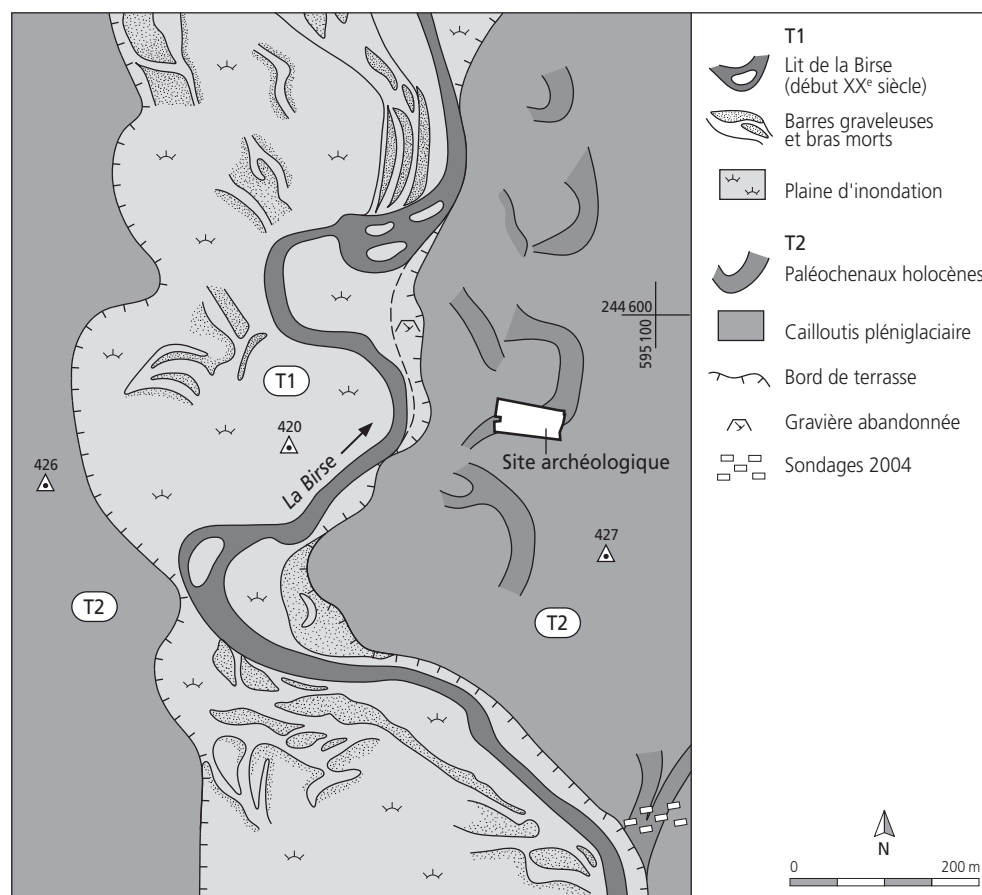 T1
Lit de la Birse
(début XXe siècle)
Barres graveleuses
et bras morts
Plaine d'inondation
T2
Paléochenaux holocènes
Cailloutis pléniglaciaire
Bord de terrasse
Gravière abandonnée
Sondages 2004
N
0 200 m
244 600
595 100
T1
420
426
La Birse
Site archéologique
427
T2
T2